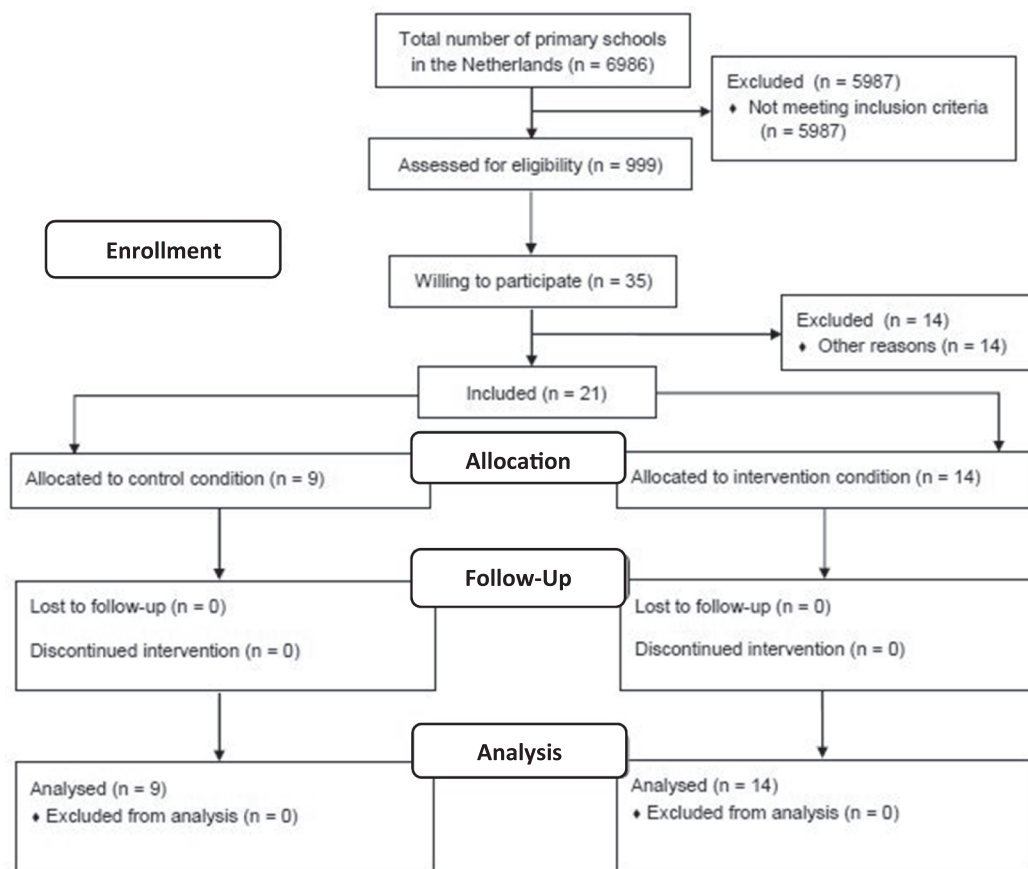 Total number of primary schools
in the Netherlands (n = 6986)
Excluded (n = 5987)
♦ Not meeting inclusion criteria
(n = 5987)
Assessed for eligibility (n = 999)
Enrollment
Willing to participate (n = 35)
Excluded (n = 14)
♦ Other reasons (n = 14)
Included (n = 21)
Allocation
Allocated to control condition (n = 9)
Allocated to intervention condition (n = 14)
Follow-Up
Lost to follow-up (n = 0)
Discontinued intervention (n = 0)
Lost to follow-up (n = 0)
Discontinued intervention (n = 0)
Analysis
Analysed (n = 9)
♦ Excluded from analysis (n = 0)
Analysed (n = 14)
♦ Excluded from analysis (n = 0)